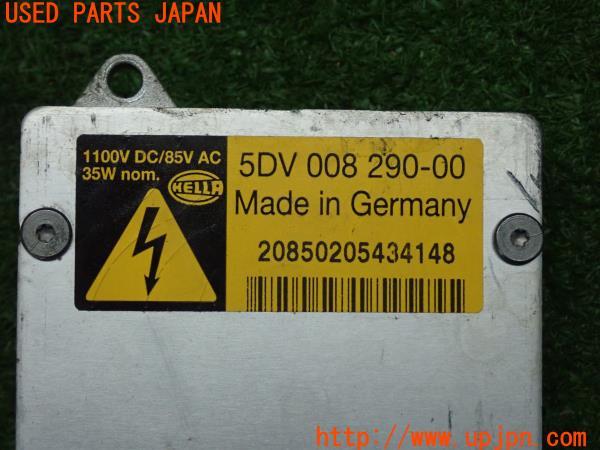 USED PARTS JAPAN
1100V DC/85V AC
35W nom.
HELLA
5DV 008 290-00
Made in Germany
20850205434148
http://www.upjpn.com